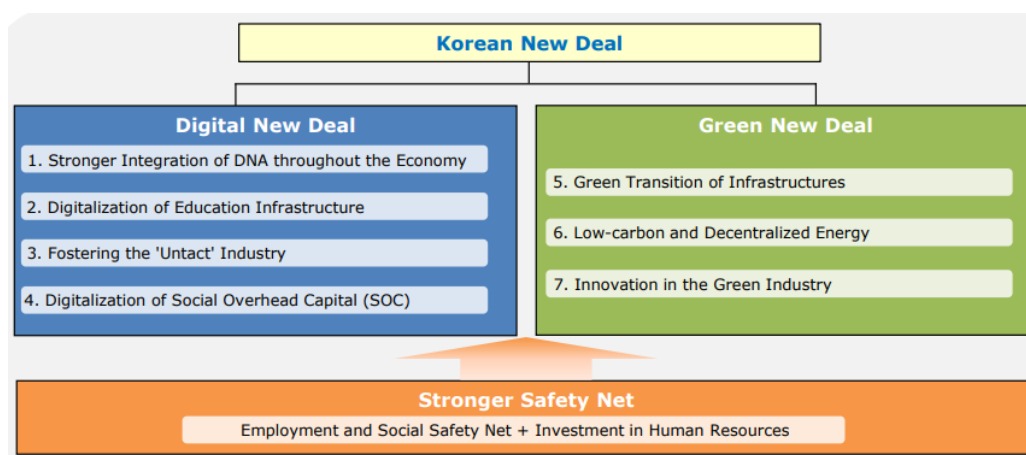 Korean New Deal
Digital New Deal
1. Stronger Integration of DNA throughout the Economy
2. Digitalization of Education Infrastructure
3. Fostering the 'Untact' Industry
4. Digitalization of Social Overhead Capital (SOC)
Green New Deal
5. Green Transition of Infrastructures
6. Low-carbon and Decentralized Energy
7. Innovation in the Green Industry
Stronger Safety Net
Employment and Social Safety Net + Investment in Human Resources